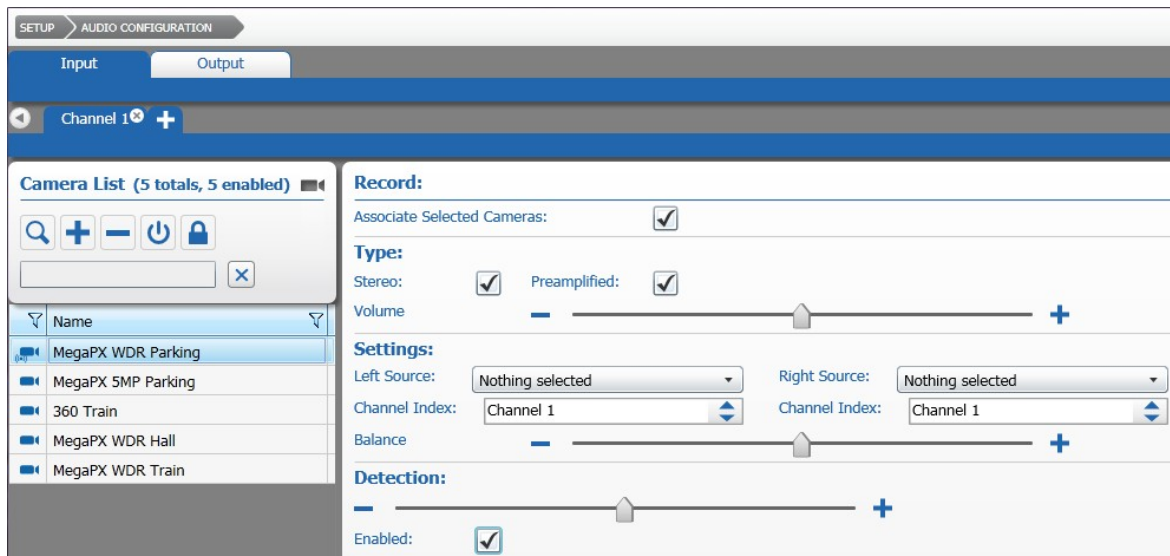 SETUP AUDIO CONFIGURATION
Input Output
Channel 1
Camera List (5 totals, 5 enabled)
Name
MegaPX WDR Parking
MegaPX 5MP Parking
360 Train
MegaPX WDR Hall
MegaPX WDR Train
Record:
Associate Selected Cameras:
Type:
Stereo: Preamplified:
Volume
Settings:
Left Source: Nothing selected Right Source: Nothing selected
Channel Index: Channel 1 Channel Index: Channel 1
Balance
Detection:
Enabled: